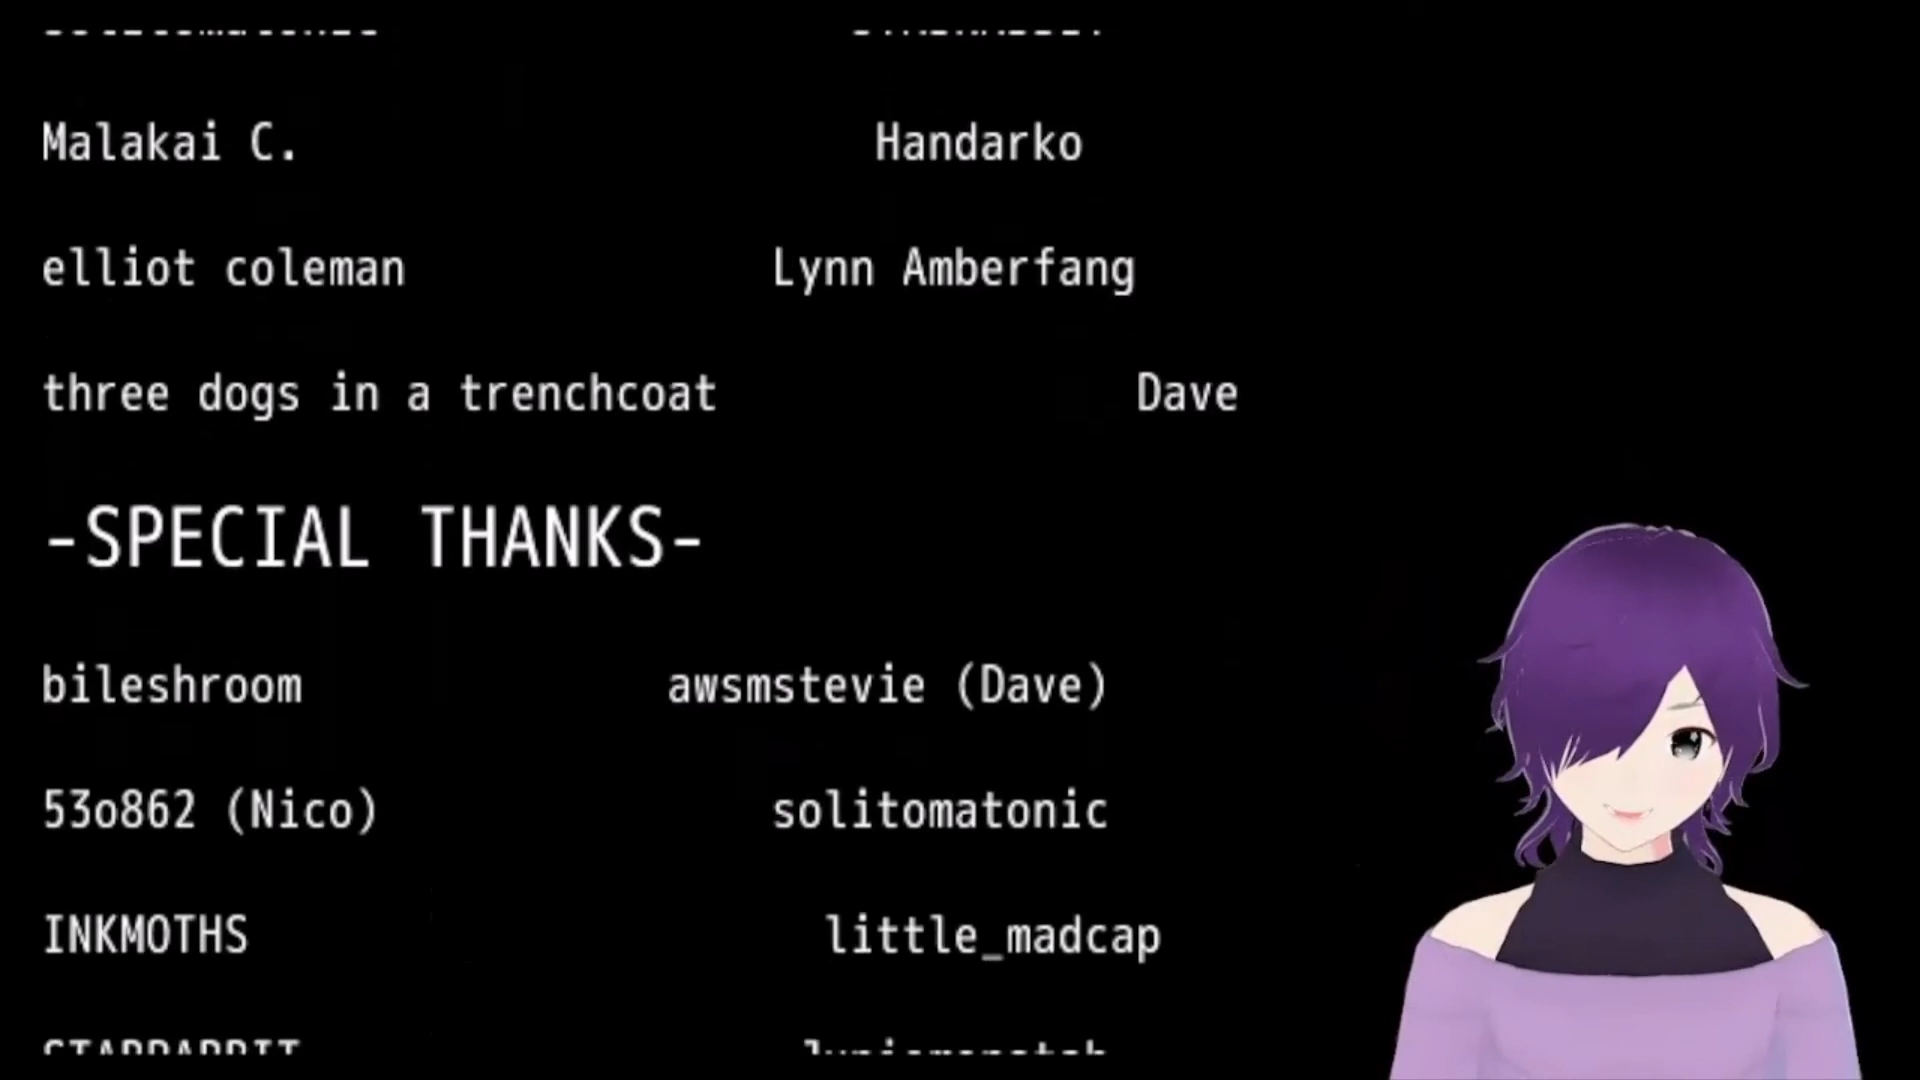 Malakai C. Handarko
elliot coleman Lynn Amberfang
three dogs in a trenchcoat Dave
-SPECIAL THANKS-
bileshroom awsmstevie (Dave)
53o862 (Nico) solitomatonic
INKMOTHS little_madcap